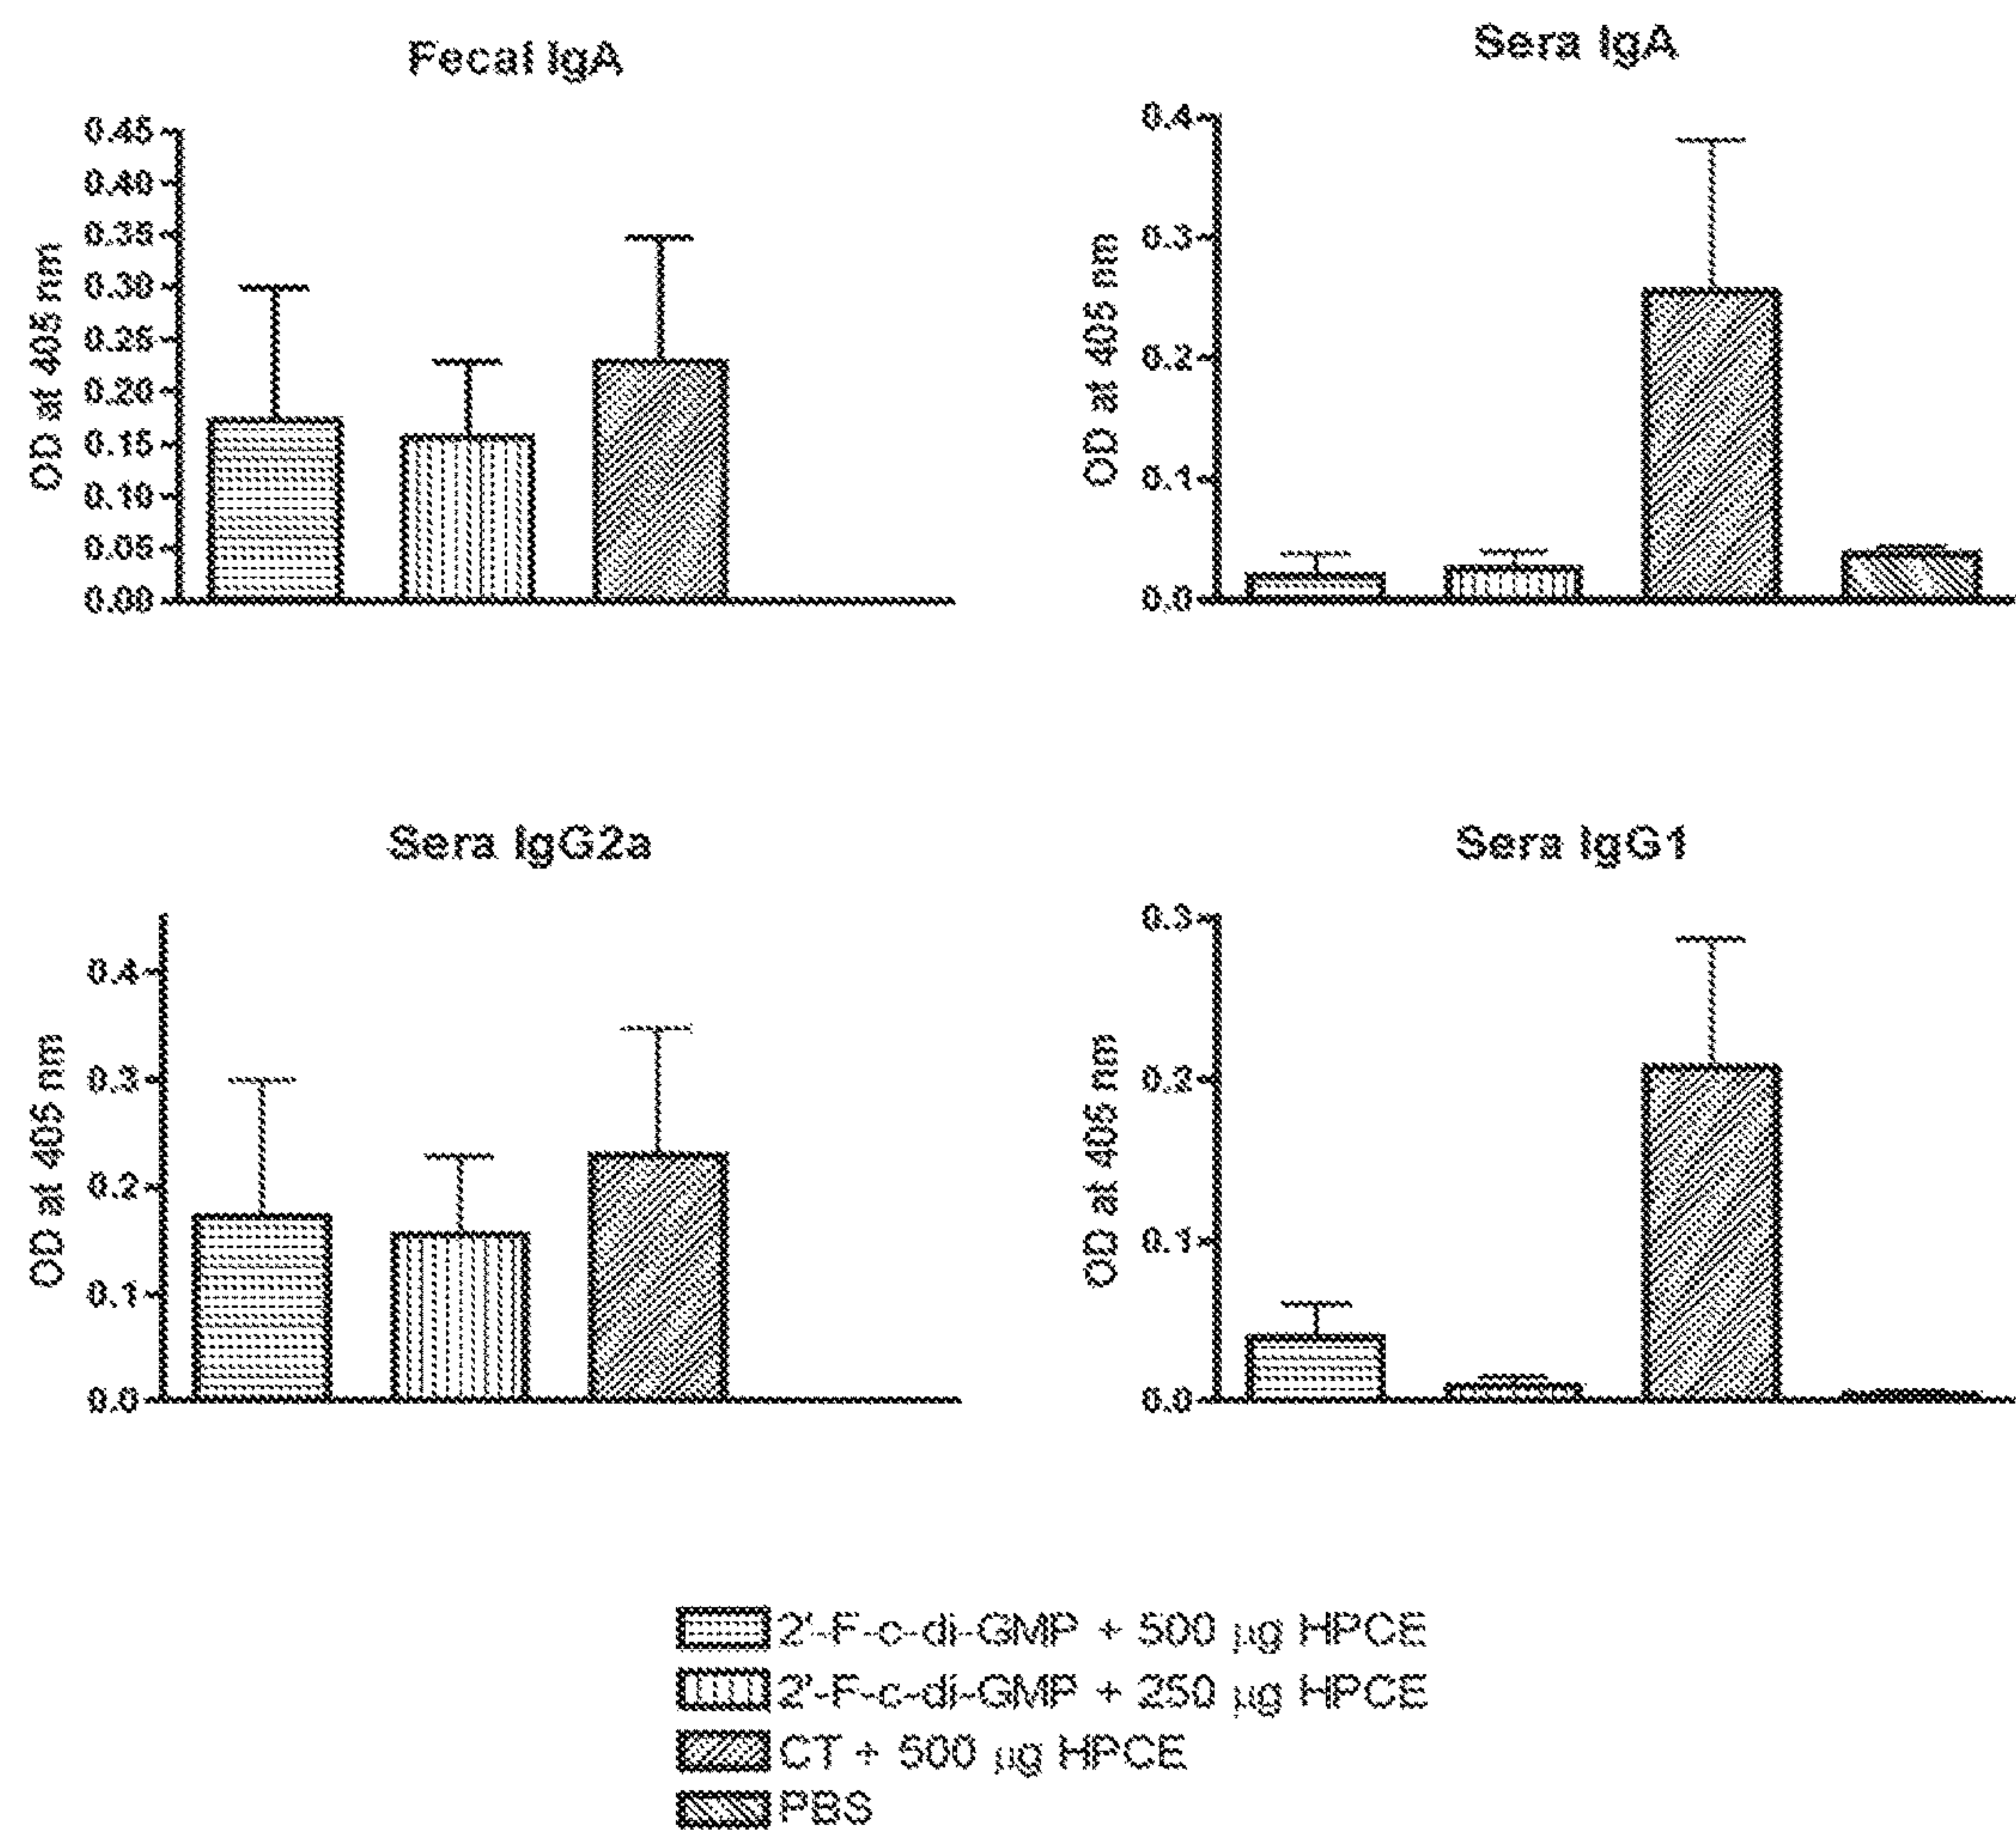 Fecal IgA
OD at 405 nm
0.45
0.40
0.35
0.30
0.25
0.20
0.15
0.10
0.05
0.00
Sera IgA
OD at 405 nm
0.4
0.3
0.2
0.1
0.0
Sera IgG2a
OD at 405 nm
0.4
0.3
0.2
0.1
0.0
Sera IgG1
OD at 405 nm
0.3
0.2
0.1
0.0
2'-F-c-di-GMP + 500 µg HPCE
2'-F-c-di-GMP + 250 µg HPCE
CT + 500 µg HPCE
PBS